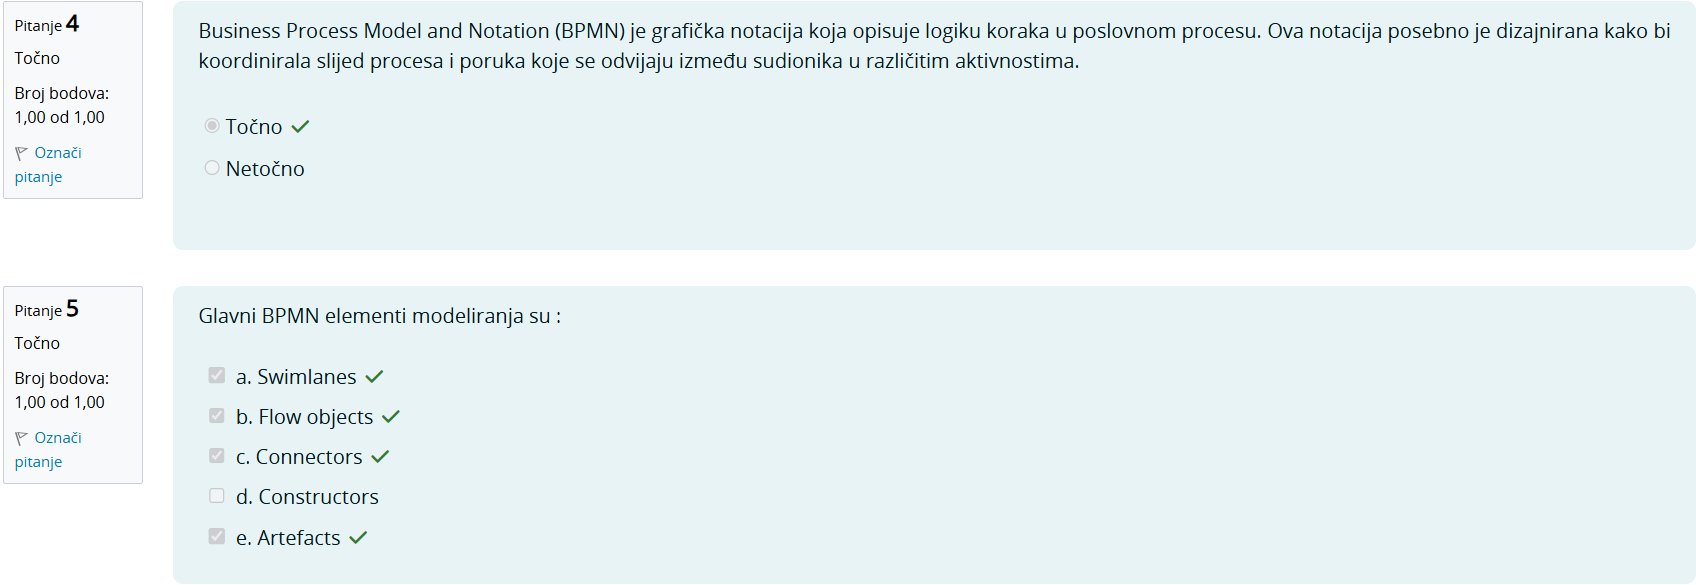 Pitanje 4
Točno
Broj bodova:
1,00 od 1,00
Označi
pitanje
Business Process Model and Notation (BPMN) je grafička notacija koja opisuje logiku koraka u poslovnom procesu. Ova notacija posebno je dizajnirana kako bi
koordinirala slijed procesa i poruka koje se odvijaju između sudionika u različitim aktivnostima.
Točno
Netočno
Pitanje 5
Točno
Broj bodova:
1,00 od 1,00
Označi
pitanje
Glavni BPMN elementi modeliranja su :
a. Swimlanes
b. Flow objects
c. Connectors
d. Constructors
e. Artefacts